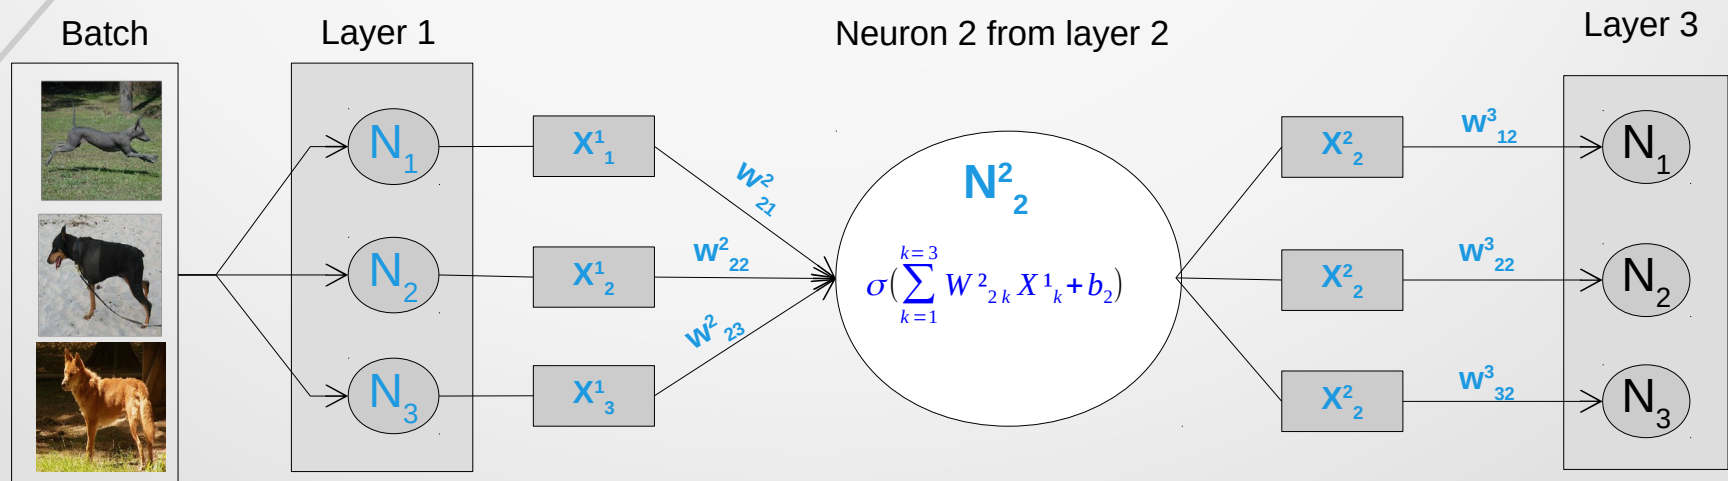 Batch
Layer 1
Neuron 2 from layer 2
Layer 3
N₁
X¹₁
w²₂₁
N²₂
X²₂
w³₁₂
N₁
N₂
X¹₂
w²₂₂
σ(∑ₖ₌₁ᵏ⁼³ W²₂ₖ X¹ₖ + b₂)
X²₂
w³₂₂
N₂
N₃
X¹₃
w²₂₃
X²₂
w³₃₂
N₃